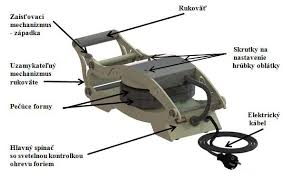 Zaisťovací
mechanizmus
- západka
Rukoväť
Skrutky na
nastavenie
hrúbky oblátky
Uzamykateľný
mechanizmus
rukoväte
Pečúce formy
Elektrický
kábel
Hlavný spínač
so svetelnou kontrolkou
ohrevu foriem